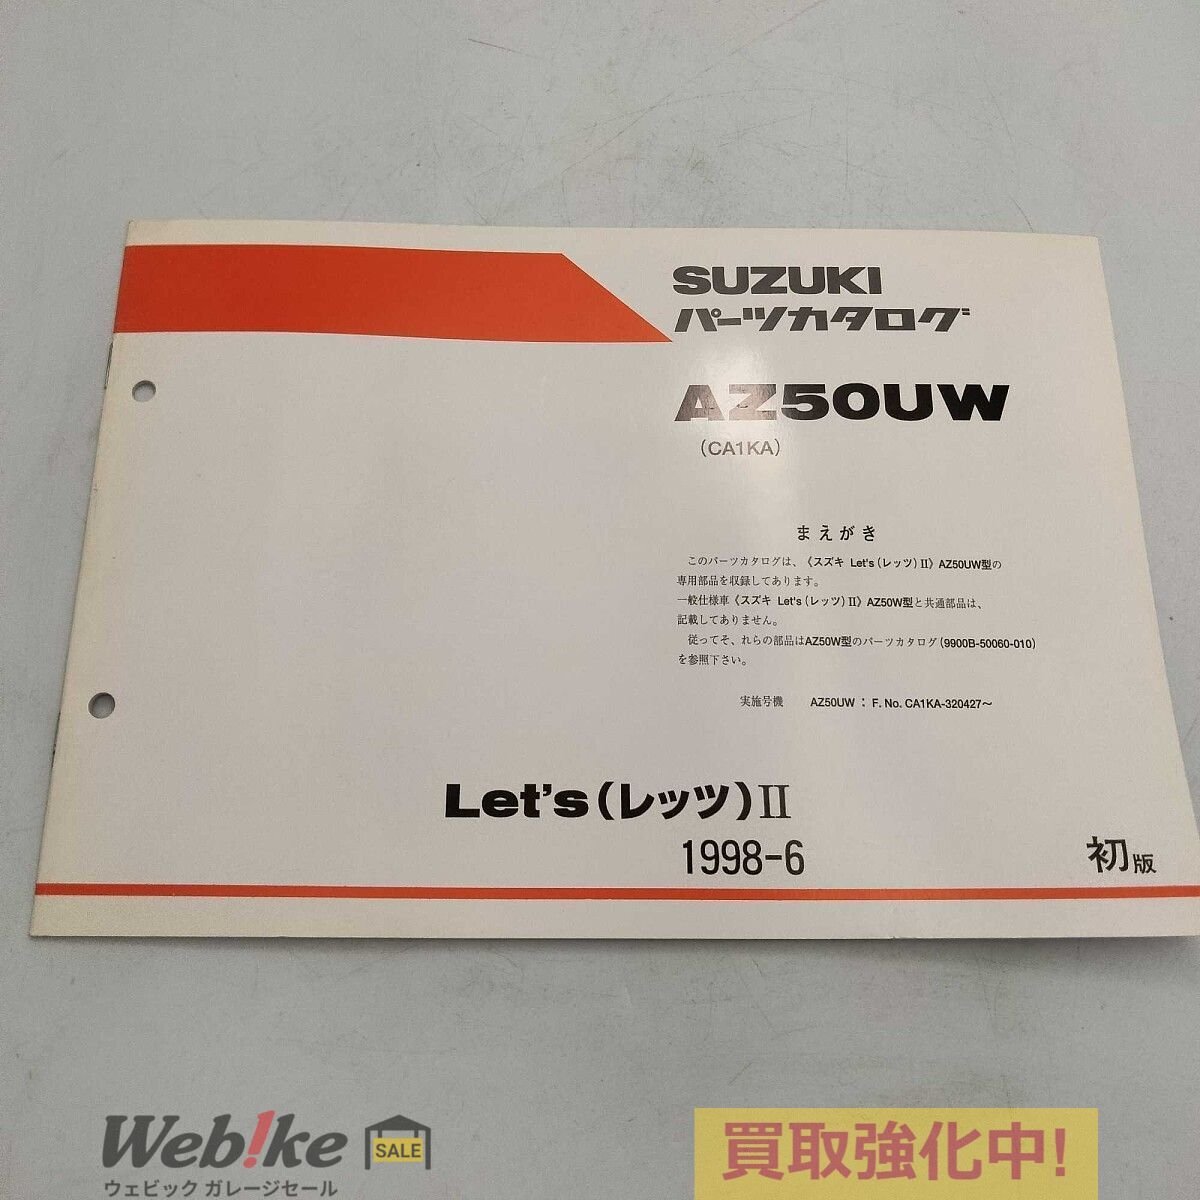 SUZUKI
パーツカタログ
AZ50UW
(CA1KA)
まえがき
このパーツカタログは、《スズキ Let's(レッツ)II》AZ50UW型の
専用部品を収録してあります。
一般仕様車《スズキ Let's(レッツ)II》AZ50W型と共通部品は、
記載してありません。
従ってそ、れらの部品はAZ50W型のパーツカタログ(9900B-50060-010)
を参照下さい。
実施号機 AZ50UW : F. No. CA1KA-320427〜
Let's(レッツ)II
1998-6
初版
Web!ke SALE
ウェビック ガレージセール
買取強化中!